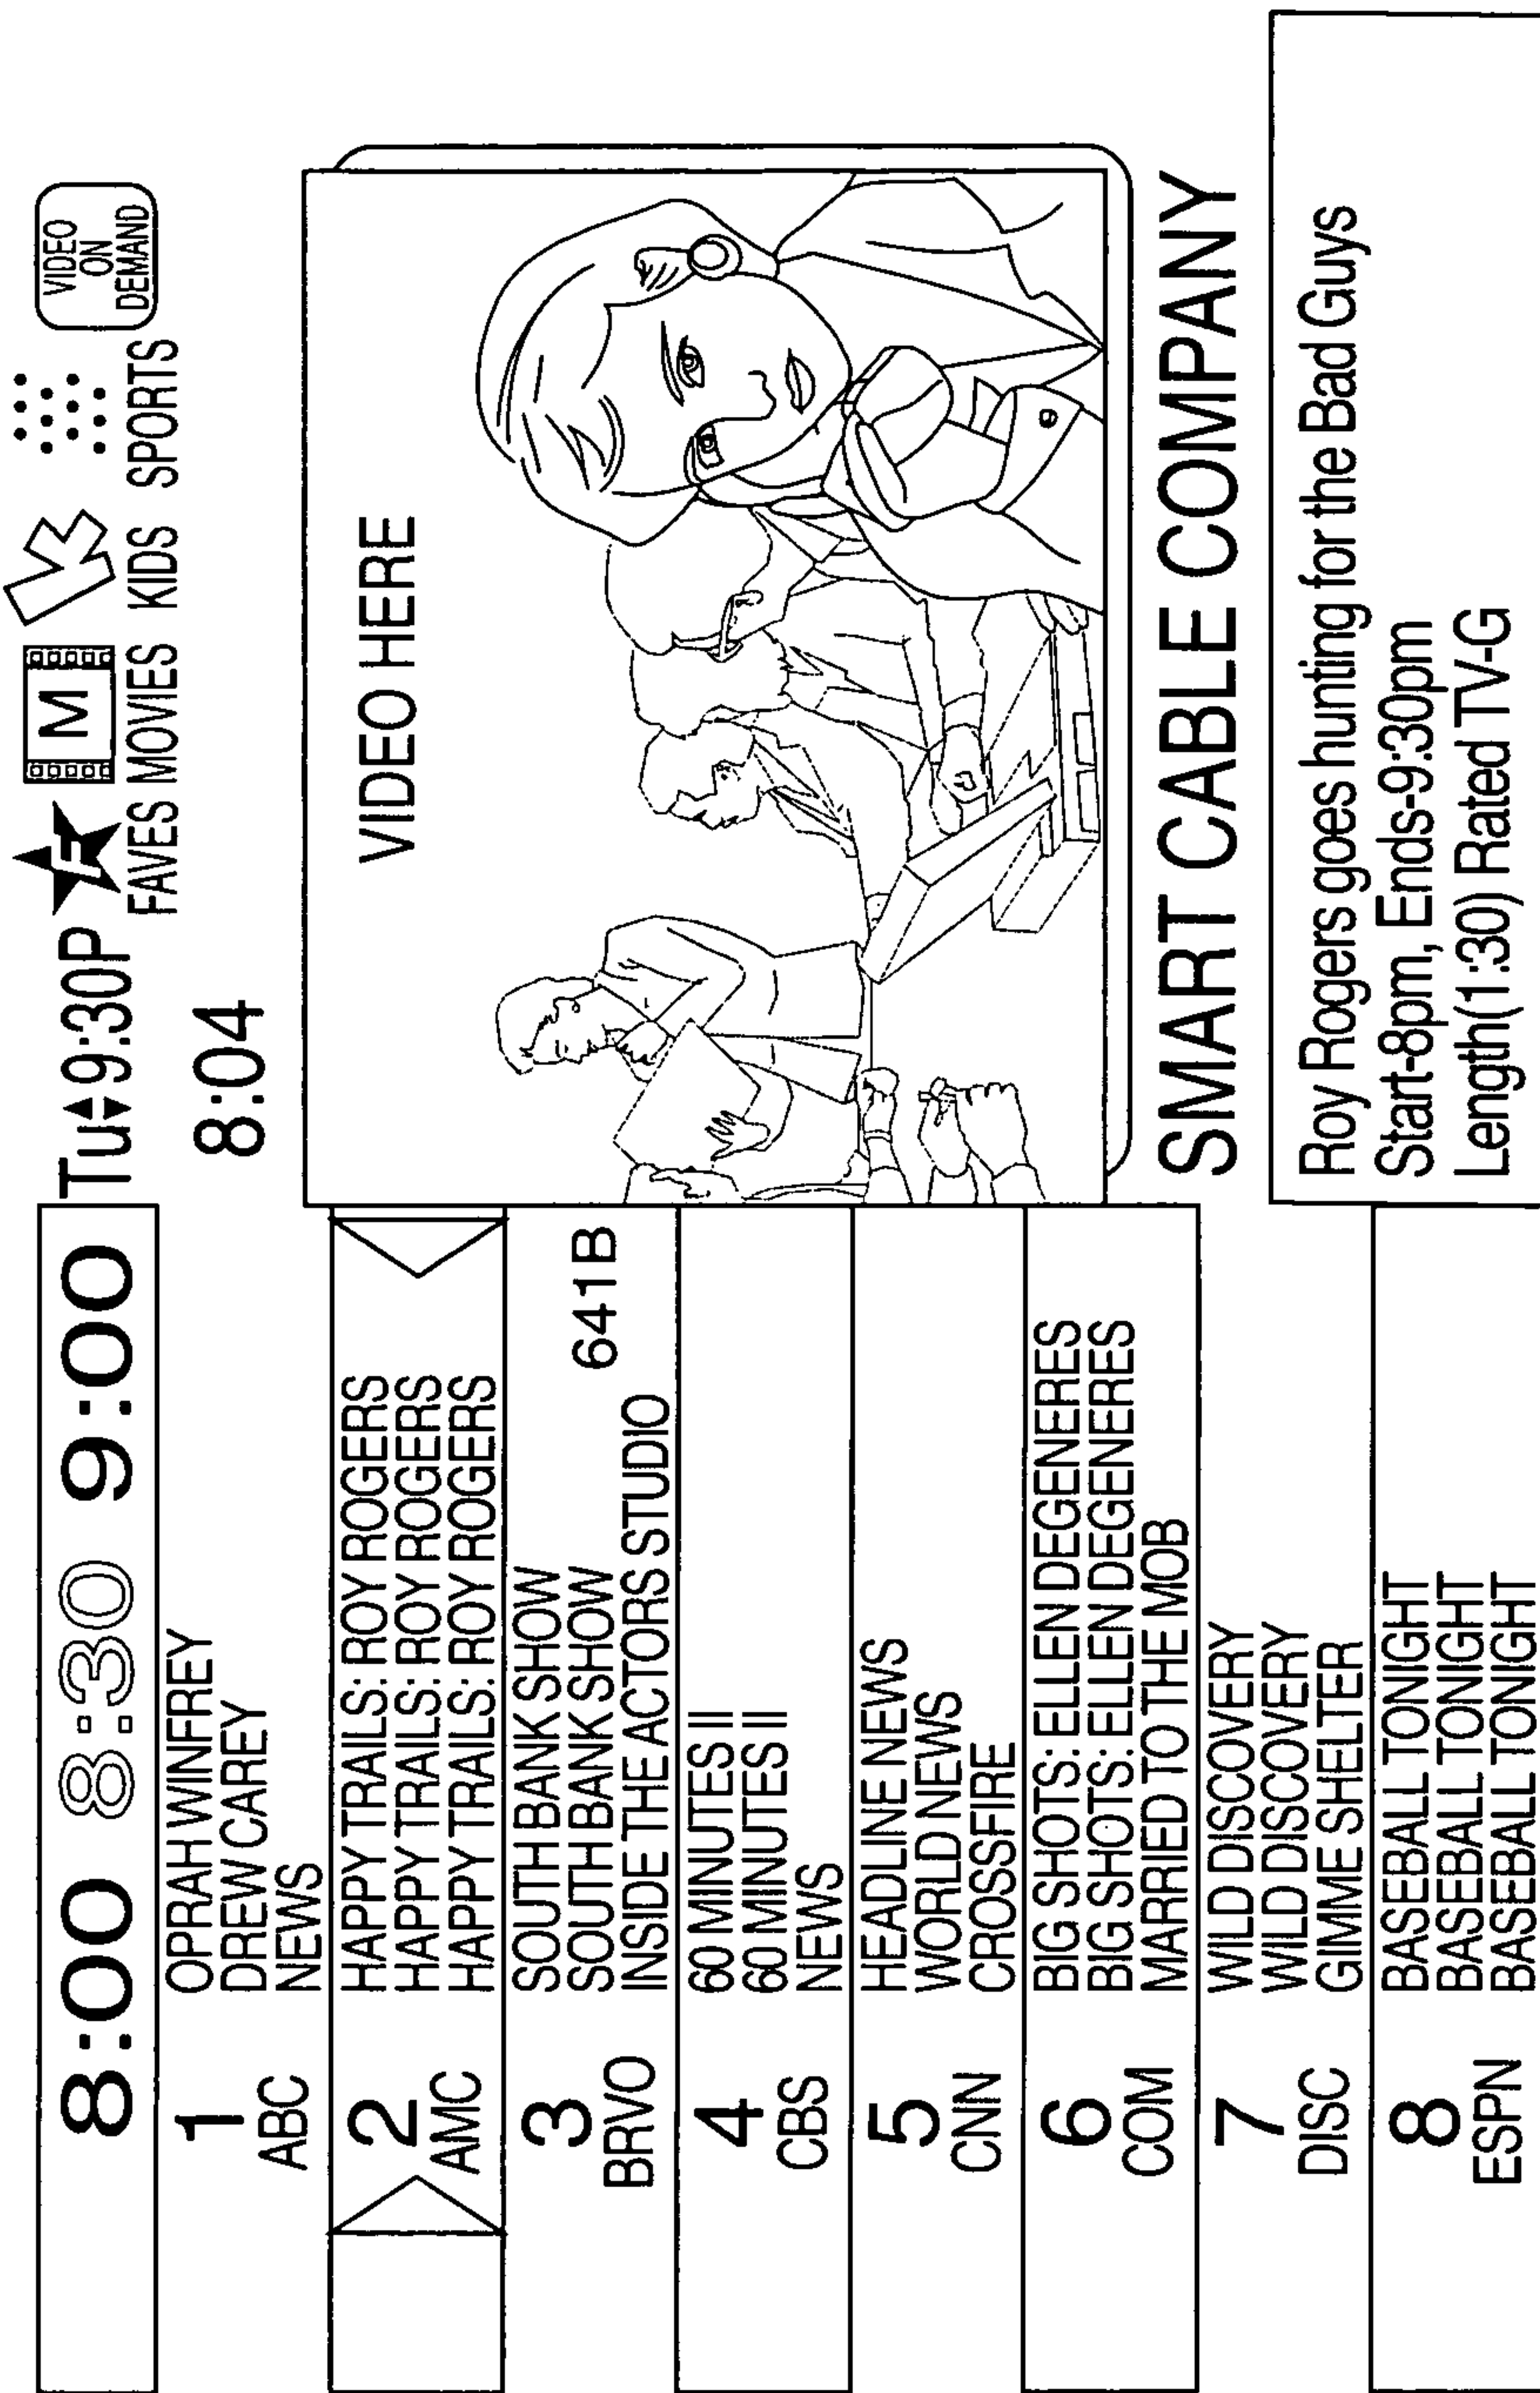 8:00 8:30 9:00
Tu 9:30P
F
FAVES
M
MOVIES
KIDS
SPORTS
VIDEO
ON
DEMAND
8:04
1
ABC
OPRAH WINFREY
DREW CAREY
NEWS
2
AMC
HAPPY TRAILS: ROY ROGERS
HAPPY TRAILS: ROY ROGERS
HAPPY TRAILS: ROY ROGERS
3
BRVO
SOUTH BANK SHOW
SOUTH BANK SHOW
INSIDE THE ACTORS STUDIO
641B
4
CBS
60 MINUTES II
60 MINUTES II
NEWS
5
CNN
HEADLINE NEWS
WORLD NEWS
CROSSFIRE
6
COM
BIG SHOTS: ELLEN DEGENERES
BIG SHOTS: ELLEN DEGENERES
MARRIED TO THE MOB
7
DISC
WILD DISCOVERY
WILD DISCOVERY
GIMME SHELTER
8
ESPN
BASEBALL TONIGHT
BASEBALL TONIGHT
BASEBALL TONIGHT
VIDEO HERE
SMART CABLE COMPANY
Roy Rogers goes hunting for the Bad Guys
Start-8pm, Ends-9:30pm
Length(1:30) Rated TV-G